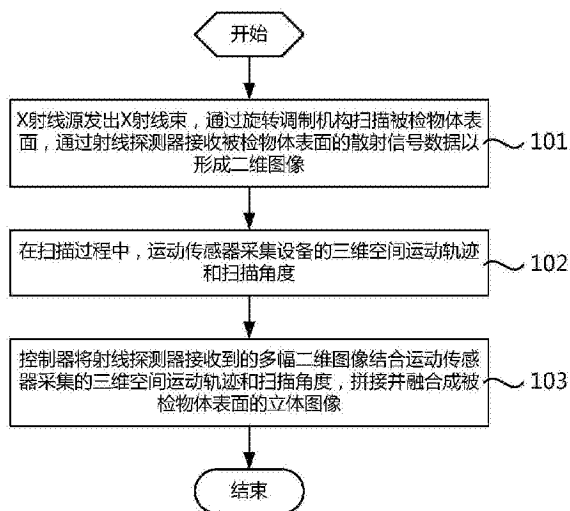 开始
X射线源发出X射线束，通过旋转调制机构扫描被检物体表
面，通过射线探测器接收被检物体表面的散射信号数据以
形成二维图像
101
在扫描过程中，运动传感器采集设备的三维空间运动轨迹
和扫描角度
102
控制器将射线探测器接收到的多幅二维图像结合运动传感
器采集的三维空间运动轨迹和扫描角度，拼接并融合成被
检物体表面的立体图像
103
结束